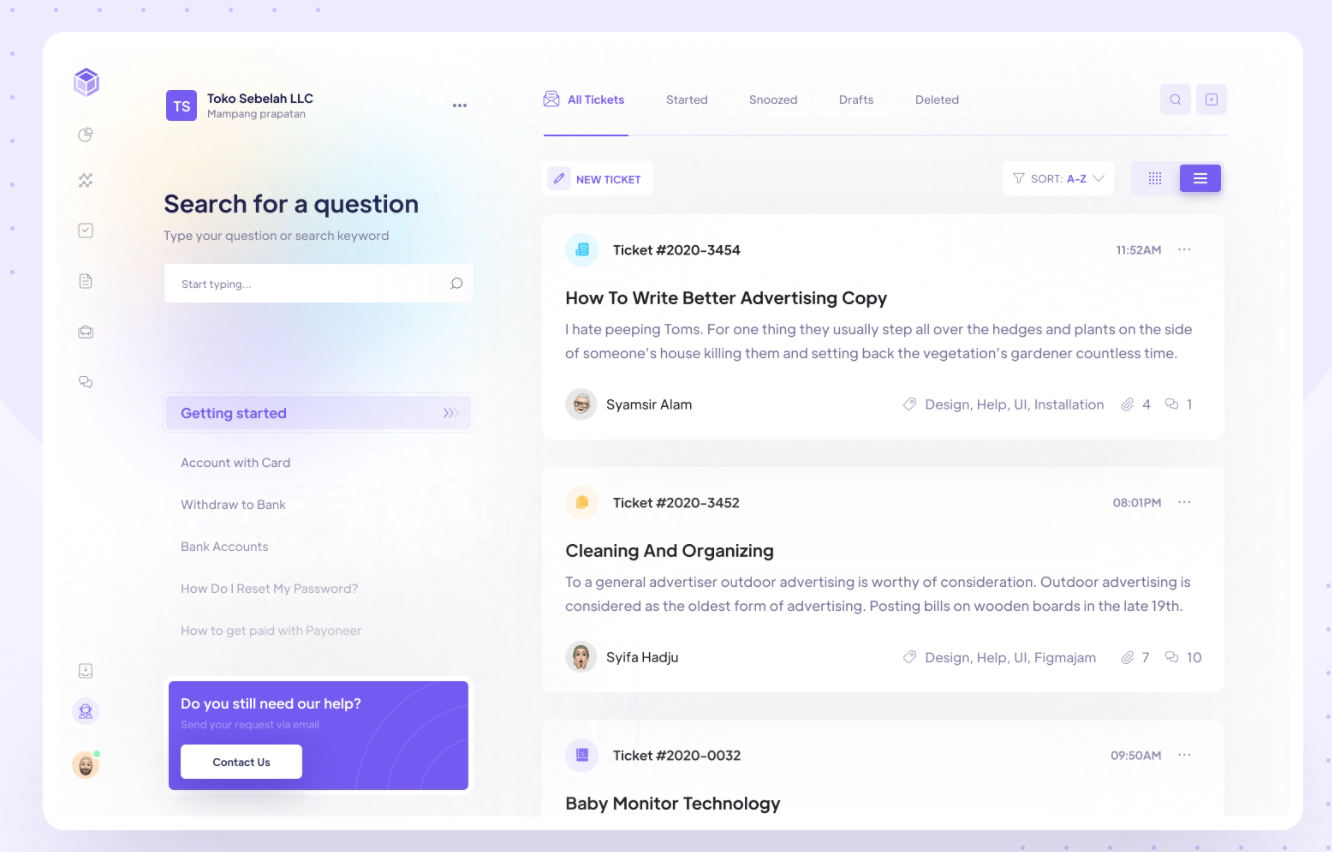 TS
Toko Sebelah LLC
Mampang prapatan
Search for a question
Type your question or search keyword
Start typing...
Getting started
Account with Card
Withdraw to Bank
Bank Accounts
How Do I Reset My Password?
How to get paid with Payoneer
Do you still need our help?
Send your request via email
Contact Us
All Tickets
Started
Snoozed
Drafts
Deleted
NEW TICKET
SORT: A-Z
Ticket #2020-3454
11:52AM
How To Write Better Advertising Copy
I hate peeping Toms. For one thing they usually step all over the hedges and plants on the side
of someone's house killing them and setting back the vegetation's gardener countless time.
Syamsir Alam
Design, Help, UI, Installation
4
1
Ticket #2020-3452
08:01PM
Cleaning And Organizing
To a general advertiser outdoor advertising is worthy of consideration. Outdoor advertising is
considered as the oldest form of advertising. Posting bills on wooden boards in the late 19th.
Syifa Hadju
Design, Help, UI, Figmajam
7
10
Ticket #2020-0032
09:50AM
Baby Monitor Technology